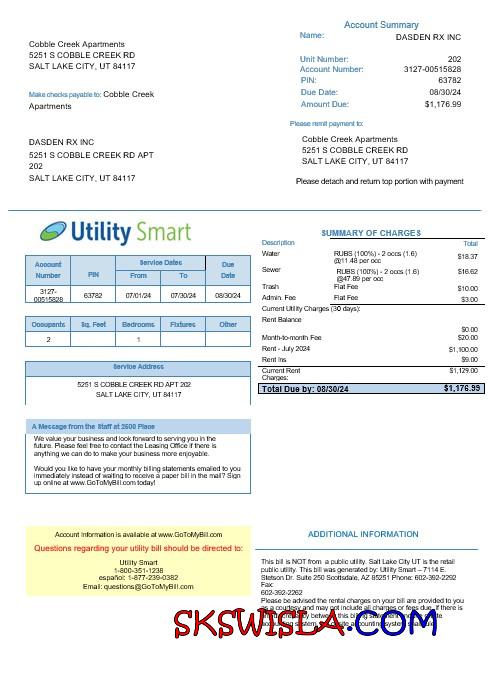 Account Summary
Name: DASDEN RX INC
Cobble Creek Apartments
5251 S COBBLE CREEK RD
SALT LAKE CITY, UT 84117
Unit Number: 202
Account Number: 3127-00515828
PIN: 63782
Due Date: 08/30/24
Amount Due: $1,176.99
Make checks payable to: Cobble Creek
Apartments
Please remit payment to:
DASDEN RX INC
5251 S COBBLE CREEK RD APT
202
SALT LAKE CITY, UT 84117
Cobble Creek Apartments
5251 S COBBLE CREEK RD
SALT LAKE CITY, UT 84117
Please detach and return top portion with payment
Utility Smart
Account Number PIN Service Dates From To Due Date
3127-00515828 63782 07/01/24 07/30/24 08/30/24
Occupants Sq. Feet Bedrooms Fixtures Other
2 1
Service Address
5251 S COBBLE CREEK RD APT 202
SALT LAKE CITY, UT 84117
A Message from the Staff at 2500 Place
We value your business and look forward to serving you in the
future. Please feel free to contact the Leasing Office if there is
anything we can do to make your business more enjoyable.
Would you like to have your monthly billing statements emailed to you
immediately instead of waiting to receive a paper bill in the mail? Sign
up online at www.GoToMyBill.com today!
SUMMARY OF CHARGES
Description Total
Water RUBS (100%) - 2 occs (1.6) @11.48 per occ $18.37
Sewer RUBS (100%) - 2 occs (1.6) @47.89 per occ $16.62
Trash Flat Fee $10.00
Admin. Fee Flat Fee $3.00
Current Utility Charges (30 days):
Rent Balance $0.00
Month-to-month Fee $20.00
Rent - July 2024 $1,100.00
Rent Ins $9.00
Current Rent Charges: $1,129.00
Total Due by: 08/30/24 $1,176.99
Account information is available at www.GoToMyBill.com
Questions regarding your utility bill should be directed to:
Utility Smart
1-800-351-1238
español: 1-877-239-0382
Email: questions@GoToMyBill.com
ADDITIONAL INFORMATION
This bill is NOT from a public utility. Salt Lake City UT is the retail
public utility. This bill was generated by: Utility Smart – 7114 E.
Stetson Dr. Suite 250 Scottsdale, AZ 85251 Phone: 602-392-2292
Fax:
602-392-2262
Please be advised the rental charges on your bill are provided to you
as a courtesy and may not include all charges or fees due. If there is
SKSWISLA.COM